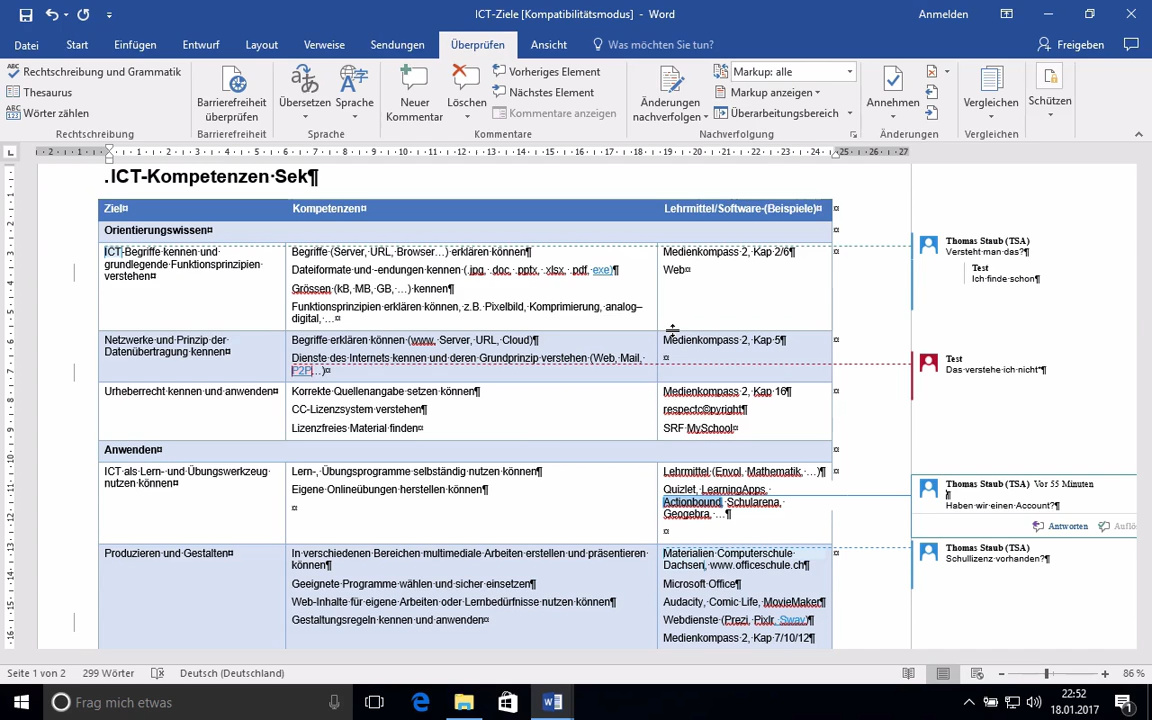 ICT-Ziele [Kompatibilitätsmodus] - Word
Anmelden
Datei Start Einfügen Entwurf Layout Verweise Sendungen Überprüfen Ansicht Was möchten Sie tun? Freigeben
Rechtschreibung und Grammatik
Thesaurus
Wörter zählen
Rechtschreibung
Barrierefreiheit
überprüfen
Barrierefreiheit
Übersetzen
Sprache
Sprache
Neuer
Kommentar
Löschen
Vorheriges Element
Nächstes Element
Kommentare anzeigen
Kommentare
Änderungen
nachverfolgen
Markup: alle
Markup anzeigen
Überarbeitungsbereich
Nachverfolgung
Annehmen
Änderungen
Vergleichen
Vergleichen
Schützen
.ICT-Kompetenzen·Sek¶
Ziel¤ Kompetenzen¤ Lehrmittel/Software·(Beispiele)¤
Orientierungswissen¤
ICT·Begriffe·kennen·und·
grundlegende·Funktionsprinzipien·
verstehen¤
Begriffe·(Server,·URL,·Browser…)·erklären·können¶
Dateiformate·und·-endungen·kennen·(.jpg,·.doc,·.pptx,·.xlsx,·pdf,·exe)¶
Grössen·(kB,·MB,·GB,·…)·kennen¶
Funktionsprinzipien·erklären·können,·z.B.·Pixelbild,·Komprimierung,·analog–
digital,·…¤
Medienkompass·2,·Kap·2/6¶
Web¤
Netzwerke·und·Prinzip·der·
Datenübertragung·kennen¤
Begriffe·erklären·können·(www,·Server,·URL,·Cloud)¶
Dienste·des·Internets·kennen·und·deren·Grundprinzip·verstehen·(Web,·Mail,·
P2P…)¤
Medienkompass·2,·Kap·5¶
¤
Urheberrecht·kennen·und·anwenden¤
Korrekte·Quellenangabe·setzen·können¶
CC-Lizenzsystem·verstehen¶
Lizenzfreies·Material·finden¤
Medienkompass·2,·Kap·16¶
respectc©pyright¶
SRF·MySchool¤
Anwenden¤
ICT·als·Lern-·und·Übungswerkzeug·
nutzen·können¤
Lern-,·Übungsprogramme·selbständig·nutzen·können¶
Eigene·Onlineübungen·herstellen·können¶
¤
Lehrmittel·(Envol,·Mathematik,·…)¶
Quizlet,·LearningApps,·
Actionbound,·Schularena,·
Geogebra,·…¶
¤
Produzieren·und·Gestalten¤
In·verschiedenen·Bereichen·multimediale·Arbeiten·erstellen·und·präsentieren·
können¶
Geeignete·Programme·wählen·und·sicher·einsetzen¶
Web-Inhalte·für·eigene·Arbeiten·oder·Lernbedürfnisse·nutzen·können¶
Gestaltungsregeln·kennen·und·anwenden¤
Materialien·Computerschule·
Dachsen,·www.officeschule.ch¶
Microsoft·Office¶
Audacity,·Comic·Life,·MovieMaker¶
Webdienste·(Prezi,·Pixlr,·Sway)¶
Medienkompass·2,·Kap·7/10/12¶
Thomas Staub (TSA)
Versteht·man·das?¶
Test
Ich·finde·schon¶
Test
Das·verstehe·ich·nicht"¶
Thomas Staub (TSA) Vor 55 Minuten
¶
Haben·wir·einen·Account?¶
Antworten
Thomas Staub (TSA)
Schullizenz·vorhanden?¶
Seite 1 von 2 299 Wörter Deutsch (Deutschland) 86 %
Frag mich etwas
22:52
18.01.2017
1